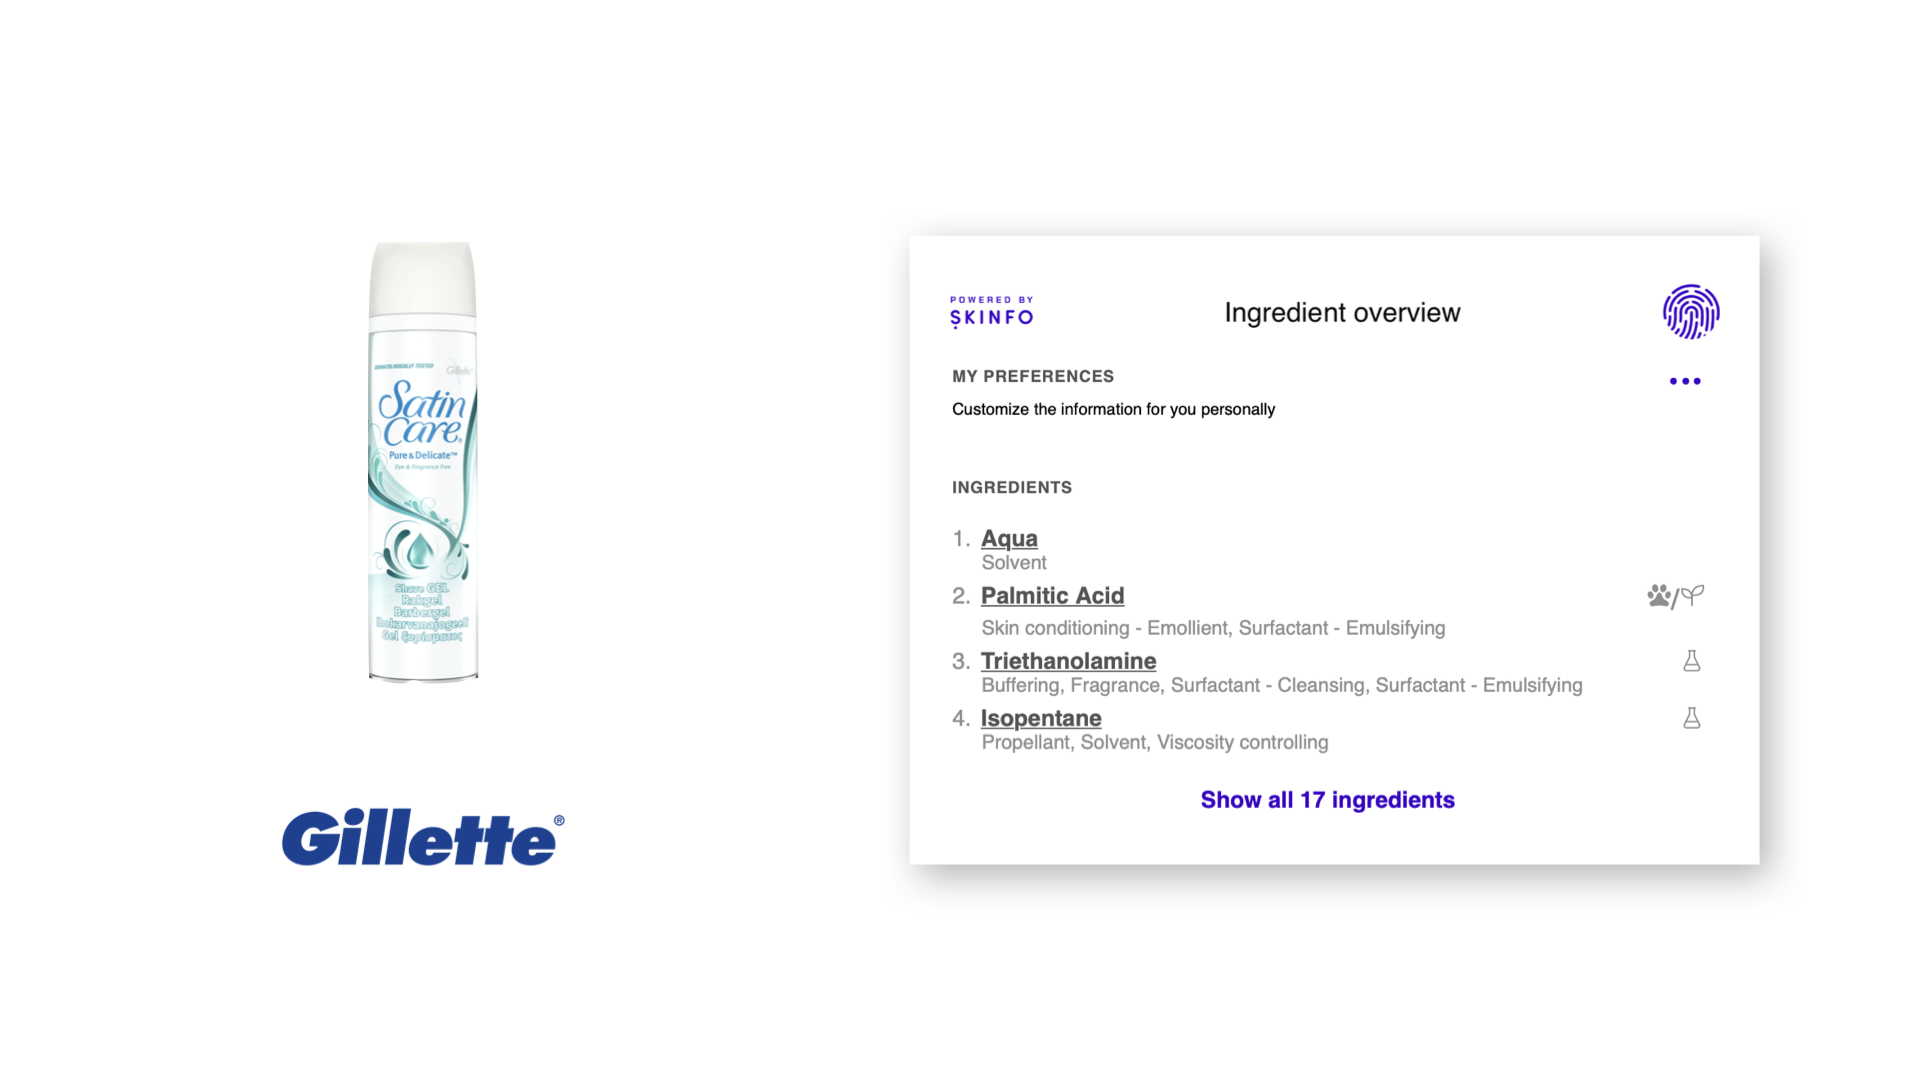 DERMATOLOGICALLY TESTED
Gillette
Satin
Care®
Pure & Delicate™
Dye & Fragrance Free
Shave GEL
Rakgel
Barbergel
Ihokarvanajogeeli
Gel ξυρίσματος
Gillette®
POWERED BY
SKINFO
Ingredient overview
MY PREFERENCES
Customize the information for you personally
INGREDIENTS
1. Aqua
Solvent
2. Palmitic Acid
Skin conditioning - Emollient, Surfactant - Emulsifying
3. Triethanolamine
Buffering, Fragrance, Surfactant - Cleansing, Surfactant - Emulsifying
4. Isopentane
Propellant, Solvent, Viscosity controlling
Show all 17 ingredients